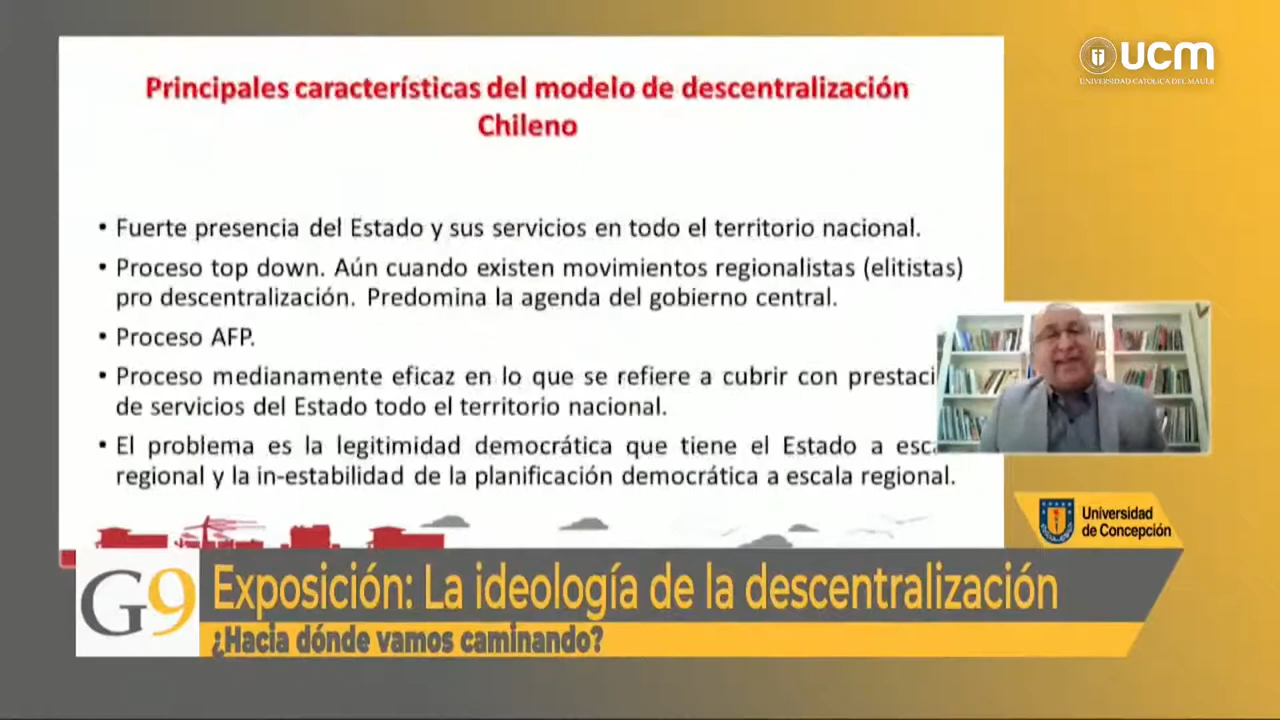 Principales características del modelo de descentralización
Chileno
• Fuerte presencia del Estado y sus servicios en todo el territorio nacional.
• Proceso top down. Aún cuando existen movimientos regionalistas (elitistas)
pro descentralización. Predomina la agenda del gobierno central.
• Proceso AFP.
• Proceso medianamente eficaz en lo que se refiere a cubrir con prestaci
de servicios del Estado todo el territorio nacional.
• El problema es la legitimidad democrática que tiene el Estado a esca
regional y la in-estabilidad de la planificación democrática a escala regional.
ucm
UNIVERSIDAD CATOLICA DEL MAULE
Universidad
de Concepción
G9
Exposición: La ideología de la descentralización
¿Hacia dónde vamos caminando?